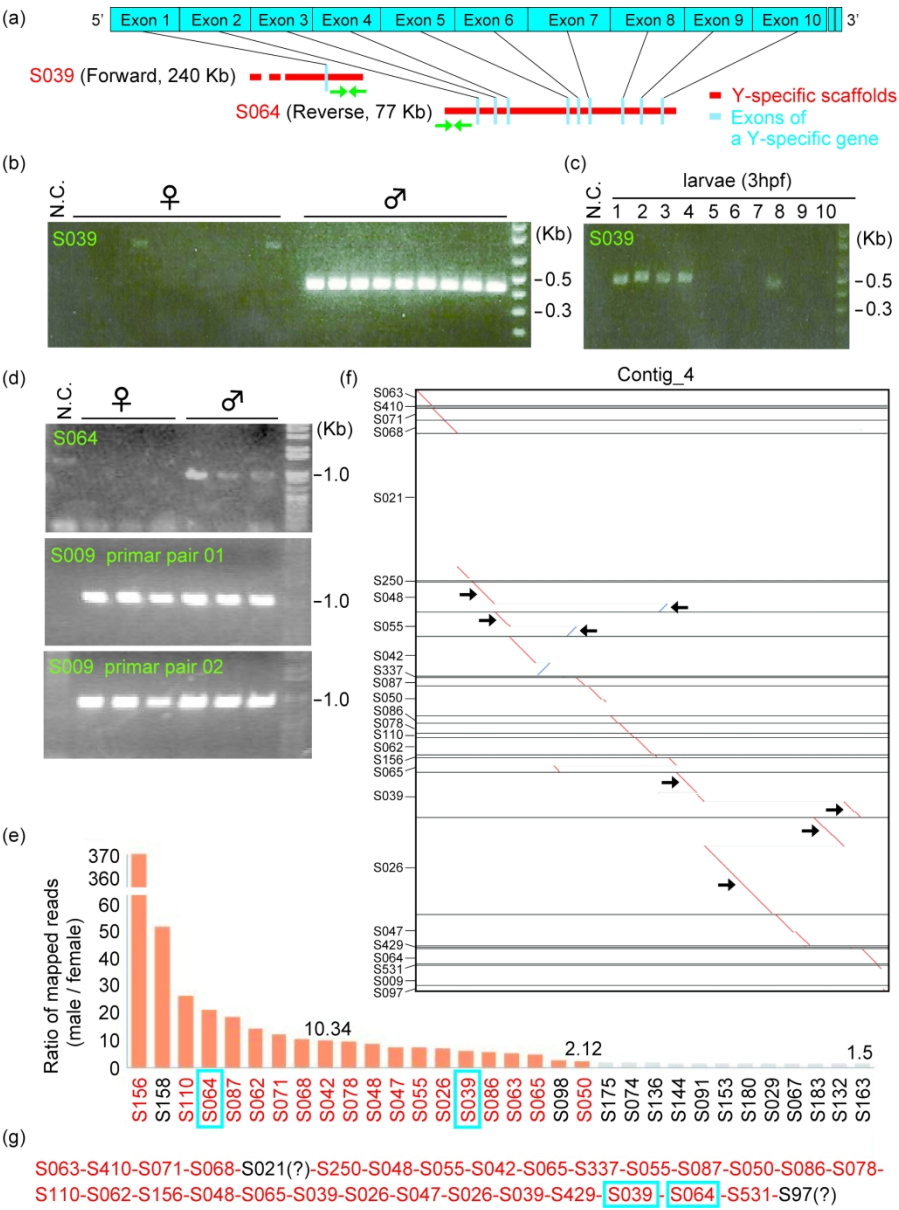 (a)
5' Exon 1 Exon 2 Exon 3 Exon 4 Exon 5 Exon 6 Exon 7 Exon 8 Exon 9 Exon 10 3'
S039 (Forward, 240 Kb)
S064 (Reverse, 77 Kb)
Y-specific scaffolds
Exons of
a Y-specific gene
(b)
N.C. ♀ ♂
S039
(Kb)
0.5
0.3
(c)
larvae (3hpf)
N.C. 1 2 3 4 5 6 7 8 9 10
S039
(Kb)
0.5
0.3
(d)
N.C. ♀ ♂
(Kb)
S064
1.0
S009 primar pair 01
1.0
S009 primar pair 02
1.0
(f)
Contig_4
S063
S410
S071
S068
S021
S250
S048
S055
S042
S337
S087
S050
S086
S078
S110
S062
S156
S065
S039
S026
S047
S429
S064
S531
S009
S097
(e)
Ratio of mapped reads
(male / female)
370
360
60
50
40
30
20
10
0
10.34
2.12
1.5
S156 S158 S110 S064 S087 S062 S071 S068 S042 S078 S048 S047 S055 S026 S039 S086 S063 S065 S098 S050 S175 S074 S136 S144 S091 S153 S180 S029 S067 S183 S132 S163
(g)
S063-S410-S071-S068-S021(?)-S250-S048-S055-S042-S065-S337-S055-S087-S050-S086-S078-
S110-S062-S156-S048-S065-S039-S026-S047-S026-S039-S429-S039-S064-S531-S97(?)